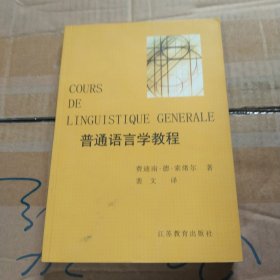 COURS
DE
LINGUISTIQUE GENERALE
普通语言学教程
费迪南·德·索绪尔 著
裴文 译
江苏教育出版社